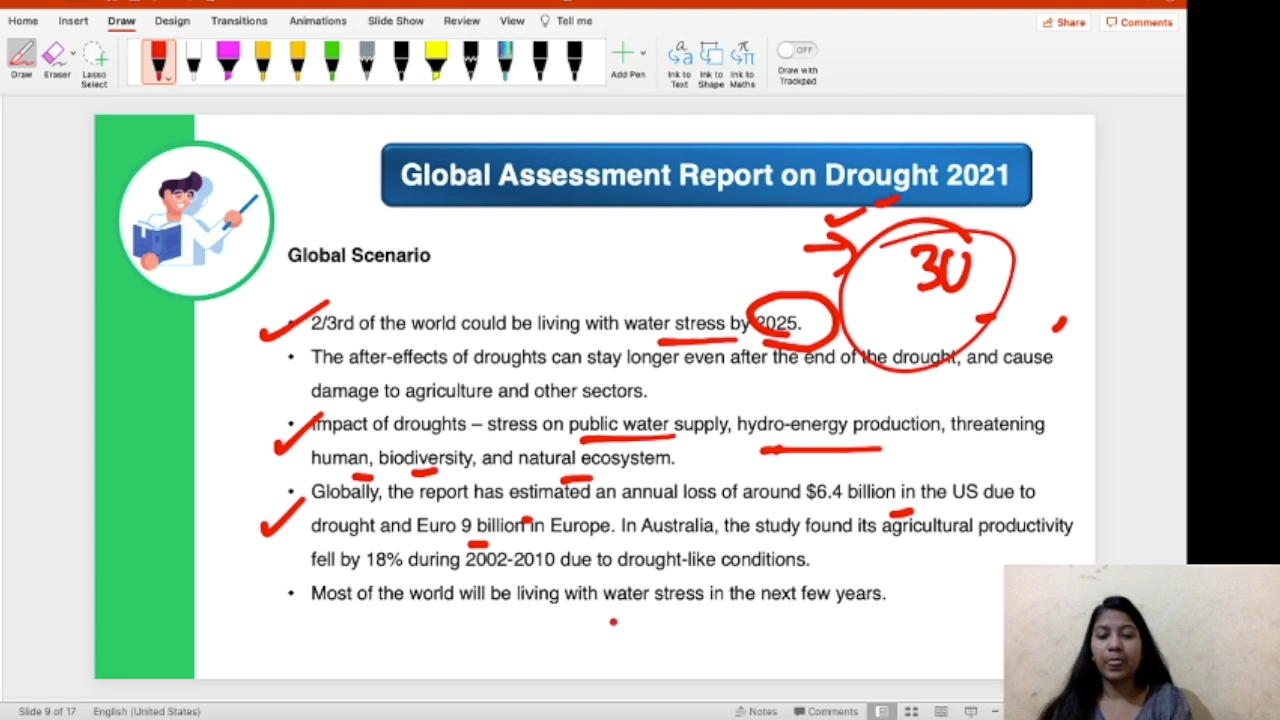 Home Insert Draw Design Transitions Animations Slide Show Review View Tell me Share Comments
Draw Eraser Lasso Select Add Pen Ink to Text Ink to Shape Ink to Maths OFF Draw with Trackpad
Global Assessment Report on Drought 2021
30
Global Scenario
• 2/3rd of the world could be living with water stress by 2025.
• The after-effects of droughts can stay longer even after the end of the drought, and cause
damage to agriculture and other sectors.
• Impact of droughts – stress on public water supply, hydro-energy production, threatening
human, biodiversity, and natural ecosystem.
• Globally, the report has estimated an annual loss of around $6.4 billion in the US due to
drought and Euro 9 billion in Europe. In Australia, the study found its agricultural productivity
fell by 18% during 2002-2010 due to drought-like conditions.
• Most of the world will be living with water stress in the next few years.
Slide 9 of 17 English (United States) Notes Comments